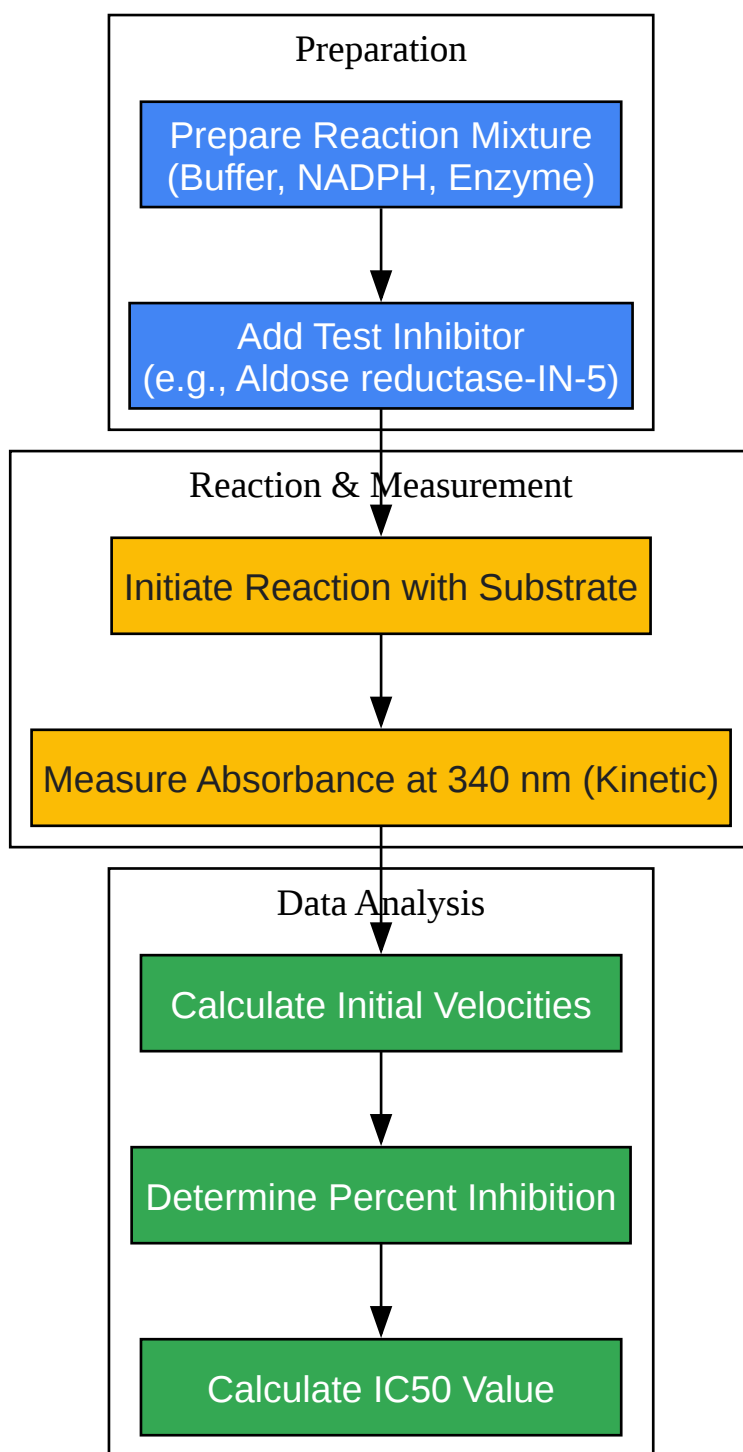 Preparation
Prepare Reaction Mixture
(Buffer, NADPH, Enzyme)
Add Test Inhibitor
(e.g., Aldose reductase-IN-5)
Reaction & Measurement
Initiate Reaction with Substrate
Measure Absorbance at 340 nm (Kinetic)
Data Analysis
Calculate Initial Velocities
Determine Percent Inhibition
Calculate IC50 Value